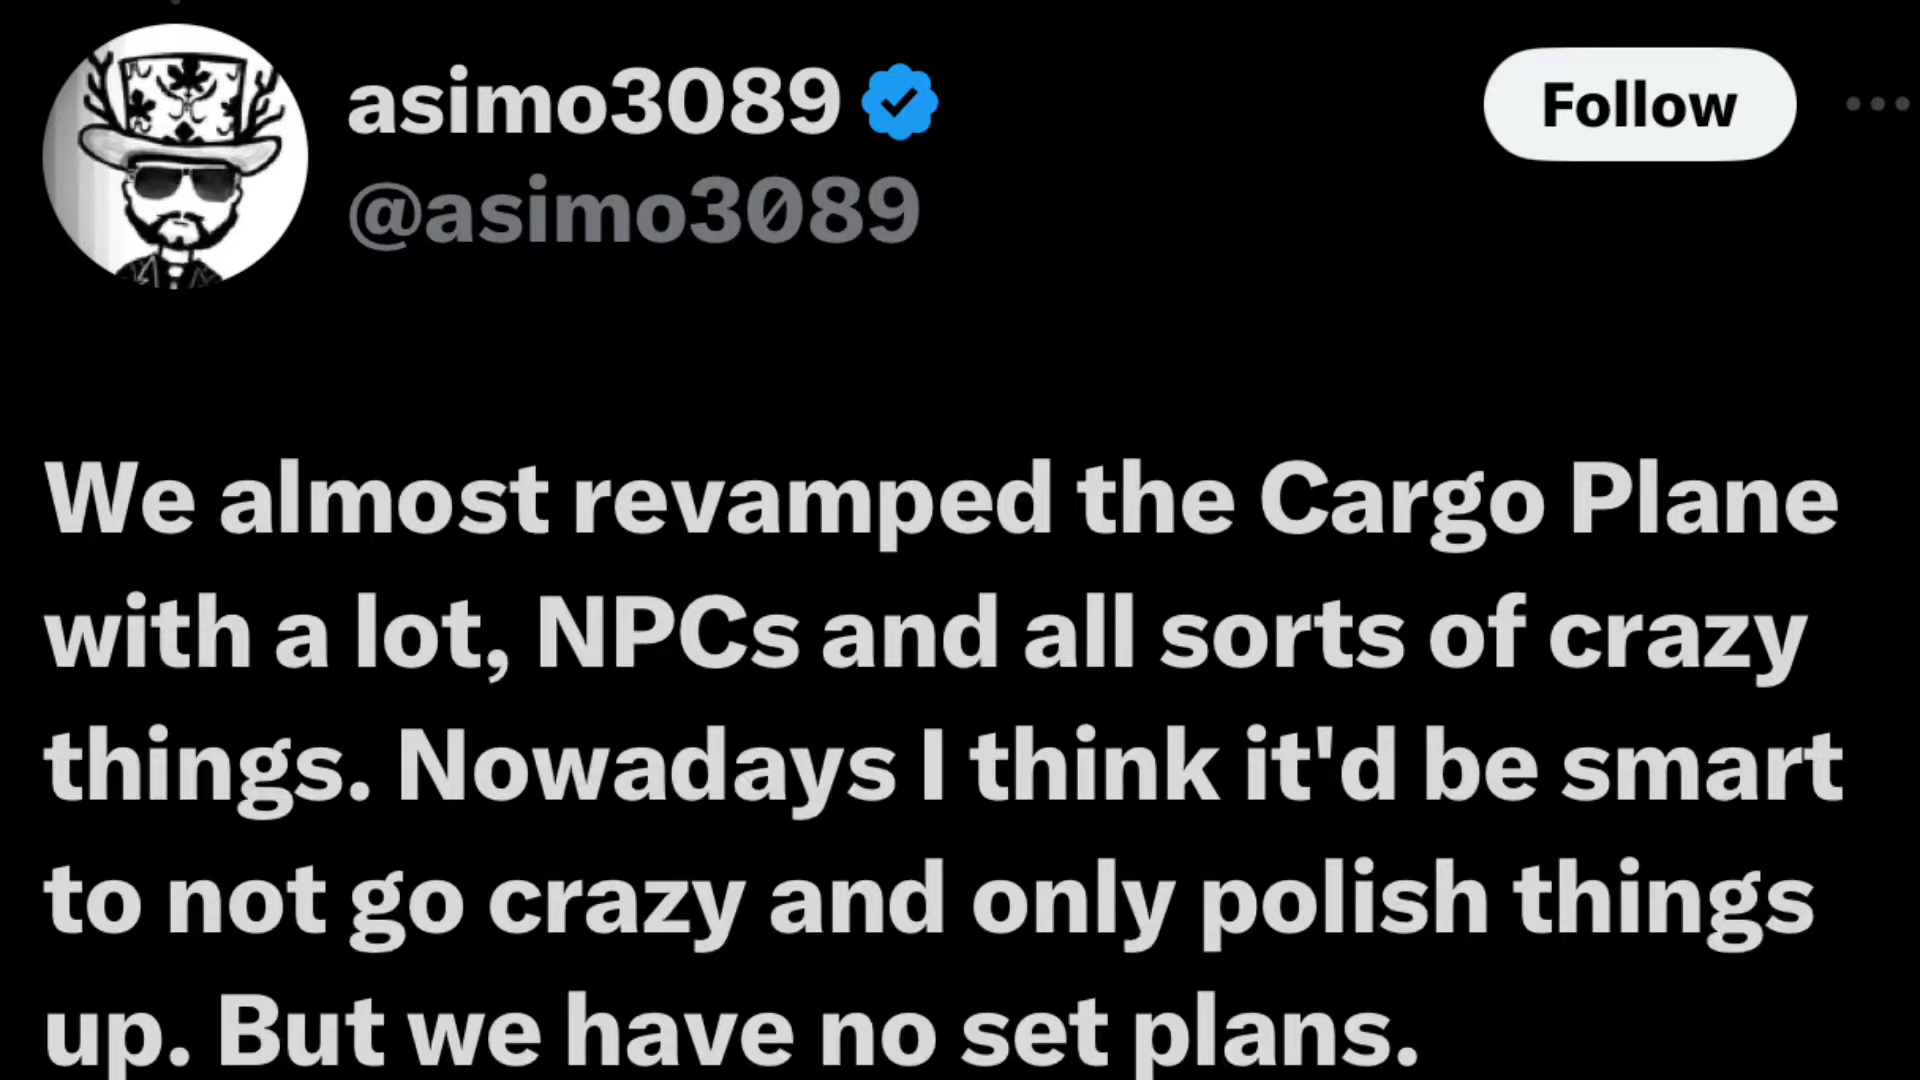 asimo3089
Follow
@asimo3089
We almost revamped the Cargo Plane
with a lot, NPCs and all sorts of crazy
things. Nowadays I think it'd be smart
to not go crazy and only polish things
up. But we have no set plans.